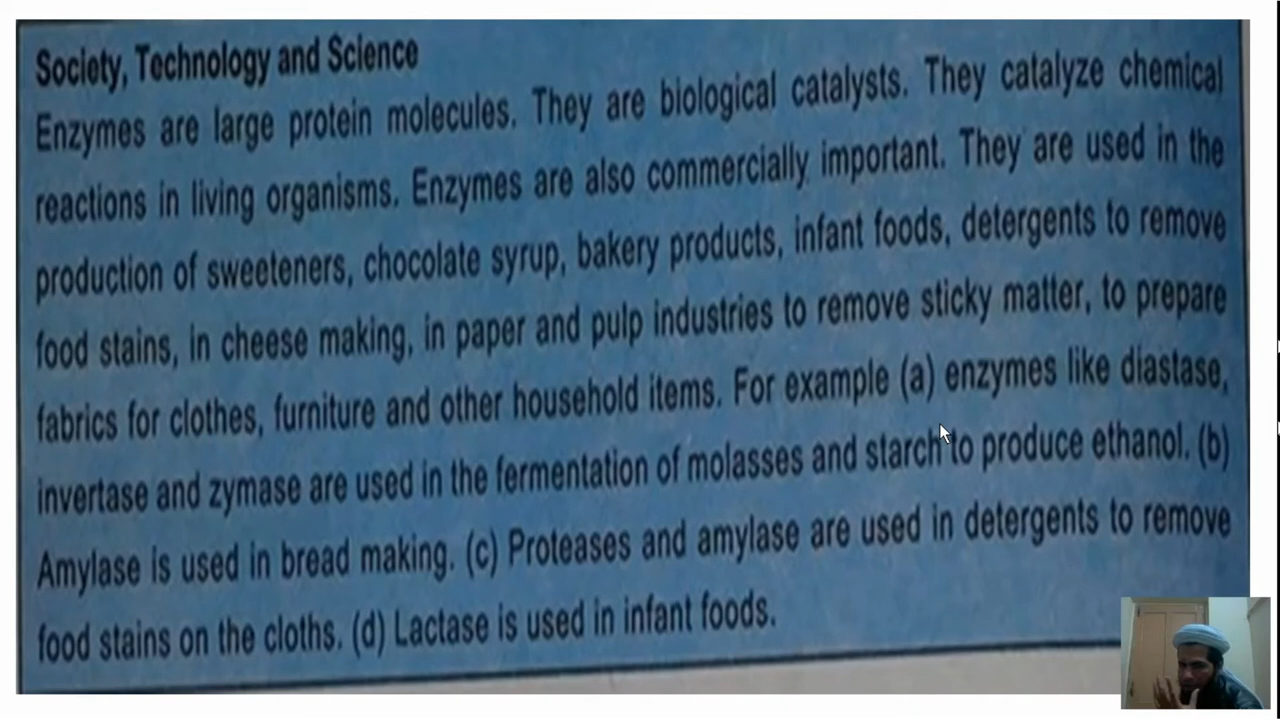 Society, Technology and Science
Enzymes are large protein molecules. They are biological catalysts. They catalyze chemical
reactions in living organisms. Enzymes are also commercially important. They are used in the
production of sweeteners, chocolate syrup, bakery products, infant foods, detergents to remove
food stains, in cheese making, in paper and pulp industries to remove sticky matter, to prepare
fabrics for clothes, furniture and other household items. For example (a) enzymes like diastase,
invertase and zymase are used in the fermentation of molasses and starch to produce ethanol. (b)
Amylase is used in bread making. (c) Proteases and amylase are used in detergents to remove
food stains on the cloths. (d) Lactase is used in infant foods.